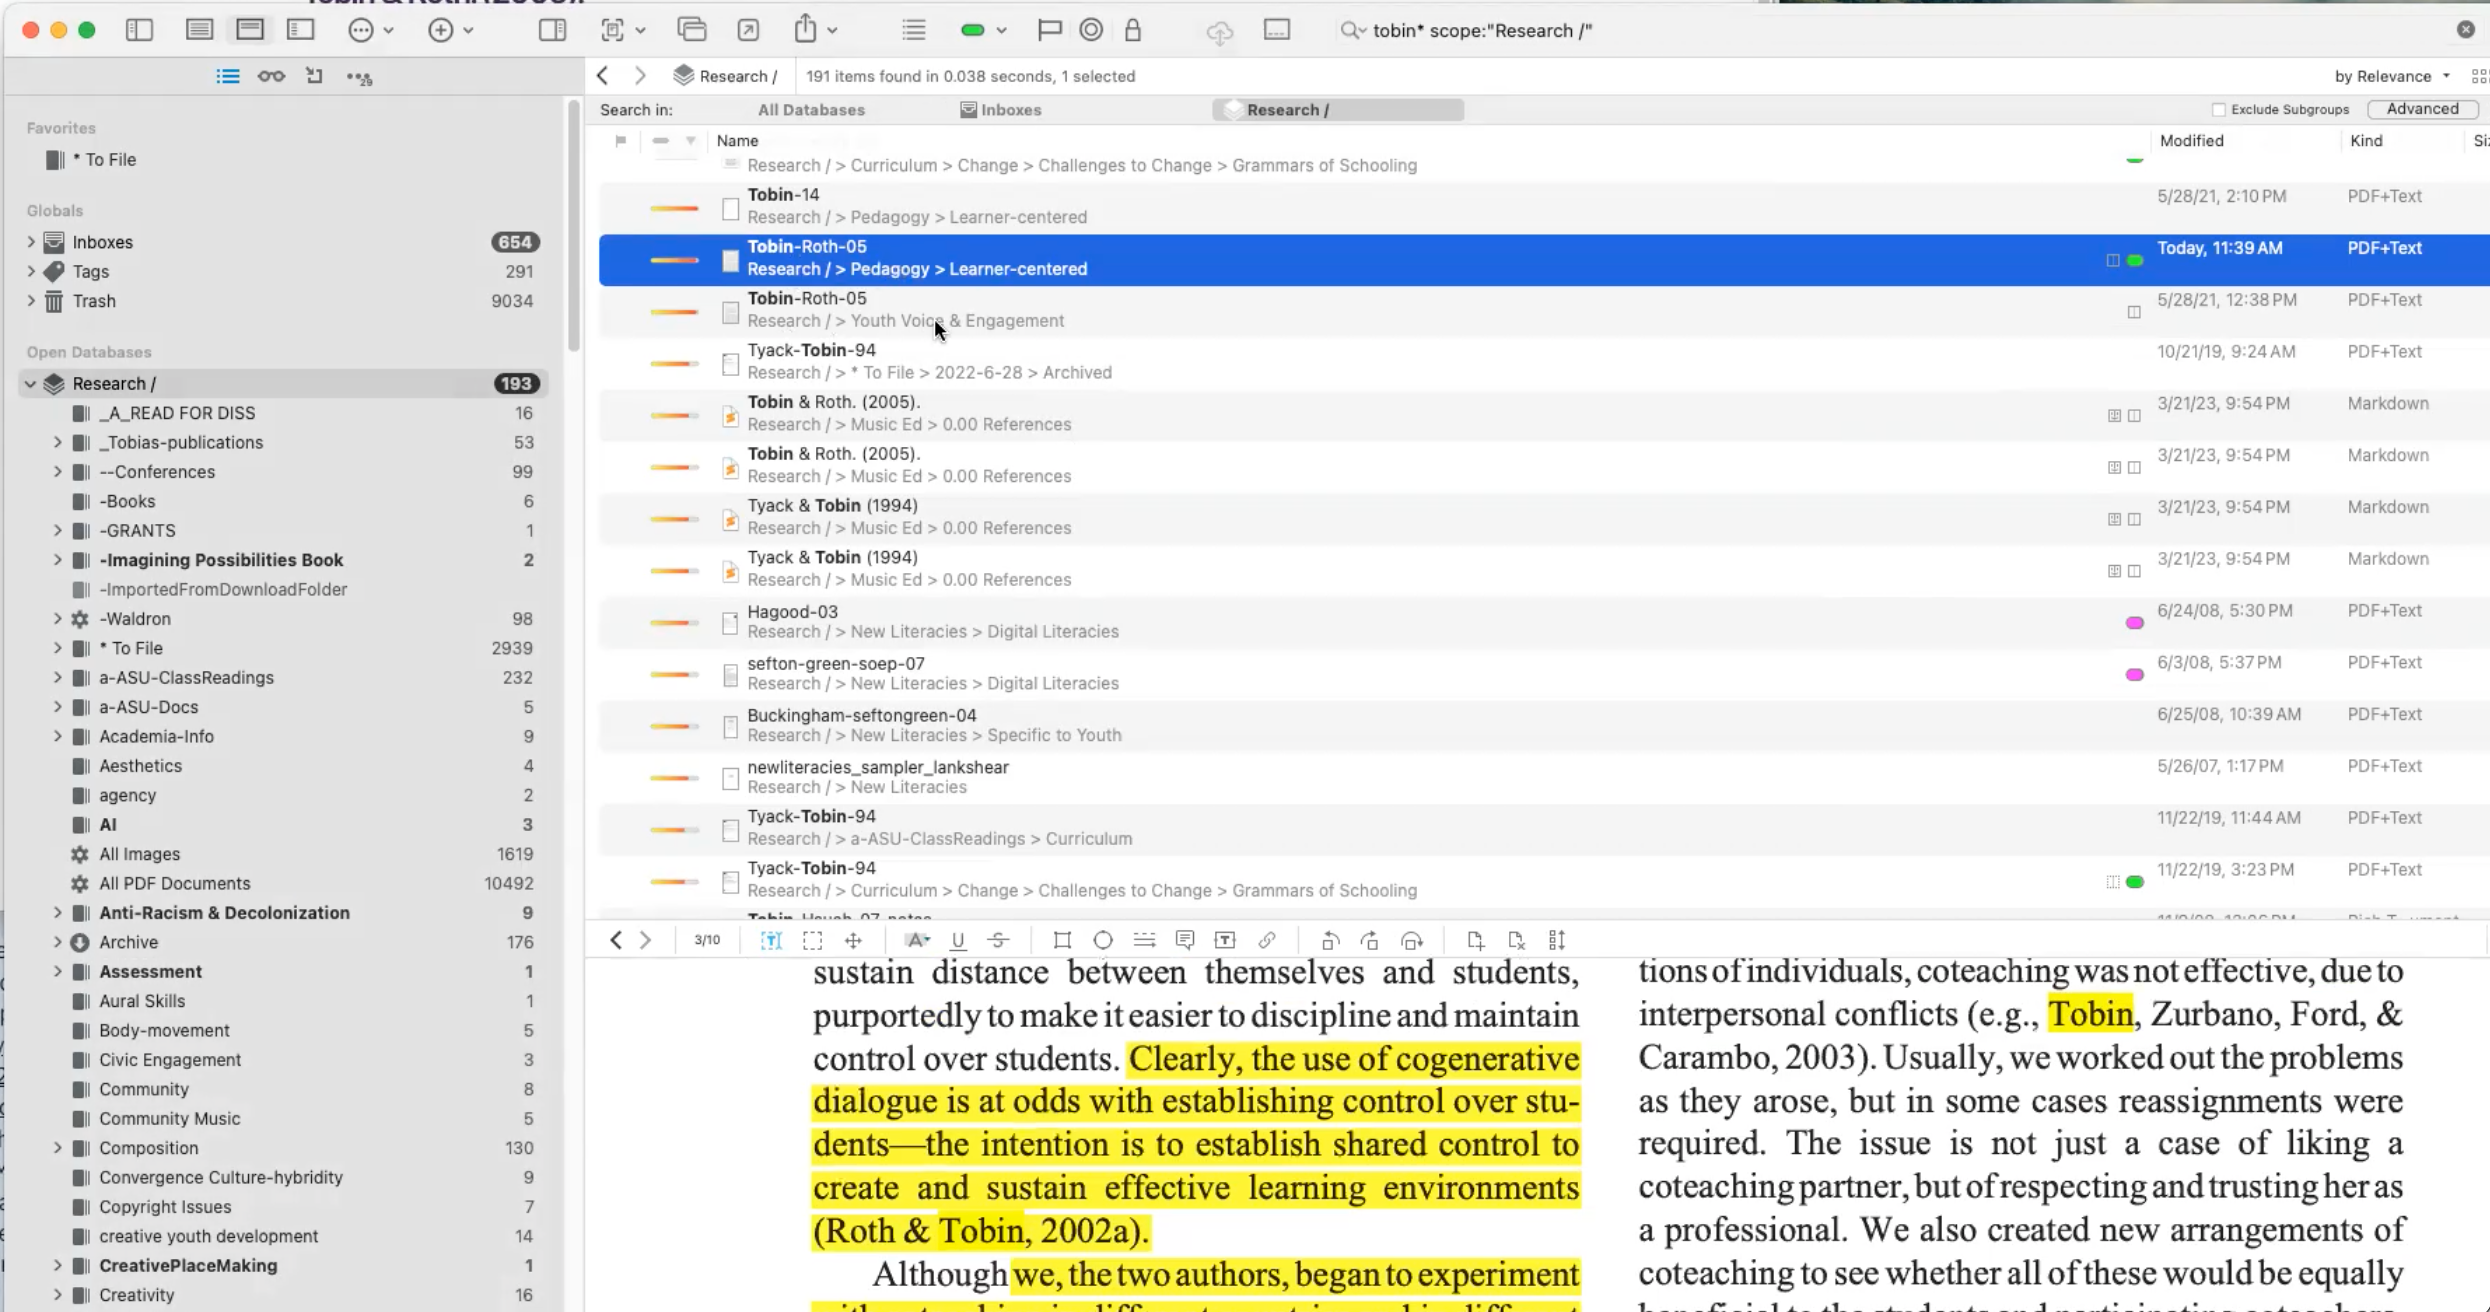 tobin* scope:"Research /"
29
Research /
191 items found in 0.038 seconds, 1 selected
by Relevance
Search in:
All Databases
Inboxes
Research /
Exclude Subgroups
Advanced
Favorites
* To File
Globals
Inboxes 654
Tags 291
Trash 9034
Open Databases
Research / 193
_A_READ FOR DISS 16
_Tobias-publications 53
--Conferences 99
-Books 6
-GRANTS 1
-Imagining Possibilities Book 2
-ImportedFromDownloadFolder
-Waldron 98
* To File 2939
a-ASU-ClassReadings 232
a-ASU-Docs 5
Academia-Info 9
Aesthetics 4
agency 2
AI 3
All Images 1619
All PDF Documents 10492
Anti-Racism & Decolonization 9
Archive 176
Assessment 1
Aural Skills 1
Body-movement 5
Civic Engagement 3
Community 8
Community Music 5
Composition 130
Convergence Culture-hybridity 9
Copyright Issues 7
creative youth development 14
CreativePlaceMaking 1
Creativity 16
Name Modified Kind
Research / > Curriculum > Change > Challenges to Change > Grammars of Schooling
Tobin-14 5/28/21, 2:10 PM PDF+Text
Research / > Pedagogy > Learner-centered
Tobin-Roth-05 Today, 11:39 AM PDF+Text
Research / > Pedagogy > Learner-centered
Tobin-Roth-05 5/28/21, 12:38 PM PDF+Text
Research / > Youth Voice & Engagement
Tyack-Tobin-94 10/21/19, 9:24 AM PDF+Text
Research / > * To File > 2022-6-28 > Archived
Tobin & Roth. (2005). 3/21/23, 9:54 PM Markdown
Research / > Music Ed > 0.00 References
Tobin & Roth. (2005). 3/21/23, 9:54 PM Markdown
Research / > Music Ed > 0.00 References
Tyack & Tobin (1994) 3/21/23, 9:54 PM Markdown
Research / > Music Ed > 0.00 References
Tyack & Tobin (1994) 3/21/23, 9:54 PM Markdown
Research / > Music Ed > 0.00 References
Hagood-03 6/24/08, 5:30 PM PDF+Text
Research / > New Literacies > Digital Literacies
sefton-green-soep-07 6/3/08, 5:37 PM PDF+Text
Research / > New Literacies > Digital Literacies
Buckingham-seftongreen-04 6/25/08, 10:39 AM PDF+Text
Research / > New Literacies > Specific to Youth
newliteracies_sampler_lankshear 5/26/07, 1:17 PM PDF+Text
Research / > New Literacies
Tyack-Tobin-94 11/22/19, 11:44 AM PDF+Text
Research / > a-ASU-ClassReadings > Curriculum
Tyack-Tobin-94 11/22/19, 3:23 PM PDF+Text
Research / > Curriculum > Change > Challenges to Change > Grammars of Schooling
3/10
sustain distance between themselves and students,
purportedly to make it easier to discipline and maintain
control over students. Clearly, the use of cogenerative
dialogue is at odds with establishing control over stu-
dents—the intention is to establish shared control to
create and sustain effective learning environments
(Roth & Tobin, 2002a).
Although we, the two authors, began to experiment
tions of individuals, coteaching was not effective, due to
interpersonal conflicts (e.g., Tobin, Zurbano, Ford, &
Carambo, 2003). Usually, we worked out the problems
as they arose, but in some cases reassignments were
required. The issue is not just a case of liking a
coteaching partner, but of respecting and trusting her as
a professional. We also created new arrangements of
coteaching to see whether all of these would be equally